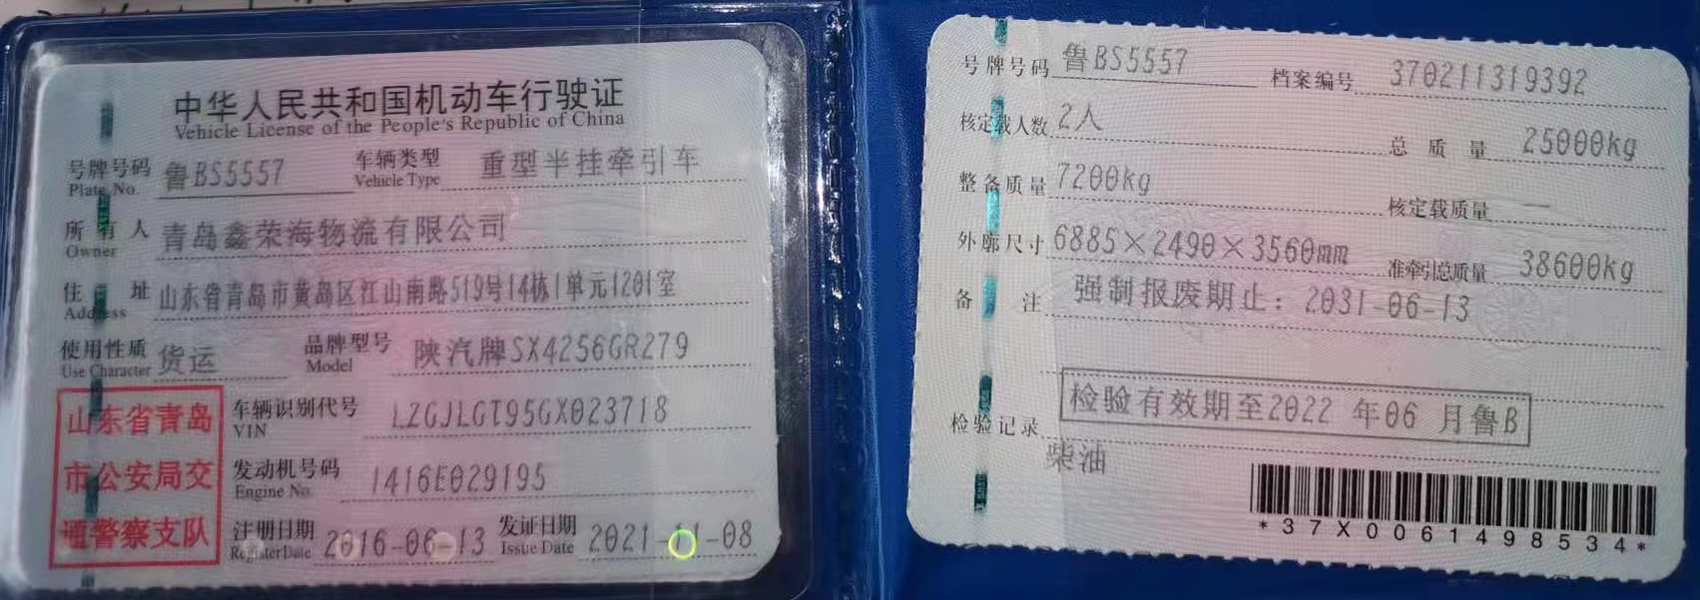 中华人民共和国机动车行驶证
Vehicle License of the People's Republic of China
号牌号码 鲁BS5557 车辆类型 重型半挂牵引车
Plate No. Vehicle Type
所有人 青岛鑫荣海物流有限公司
Owner
住址 山东省青岛市黄岛区江山南路519号14栋1单元1201室
Address
使用性质 货运 品牌型号 陕汽牌SX4256GR279
Use Character Model
山东省青岛
市公安局交
通警察支队
车辆识别代号 LZGJLGT95GX023718
VIN
发动机号码 1416E029195
Engine No.
注册日期 2016-06-13 发证日期 2021-11-08
Register Date Issue Date
号牌号码 鲁BS5557 档案编号 370211319392
核定载人数 2人 总质量 25000kg
整备质量 7200kg 核定载质量 —
外廓尺寸 6885×2490×3560mm 准牵引总质量 38600kg
备注 强制报废期止：2031-06-13
检验记录 检验有效期至2022 年06 月鲁B
柴油
*37X0061498534*